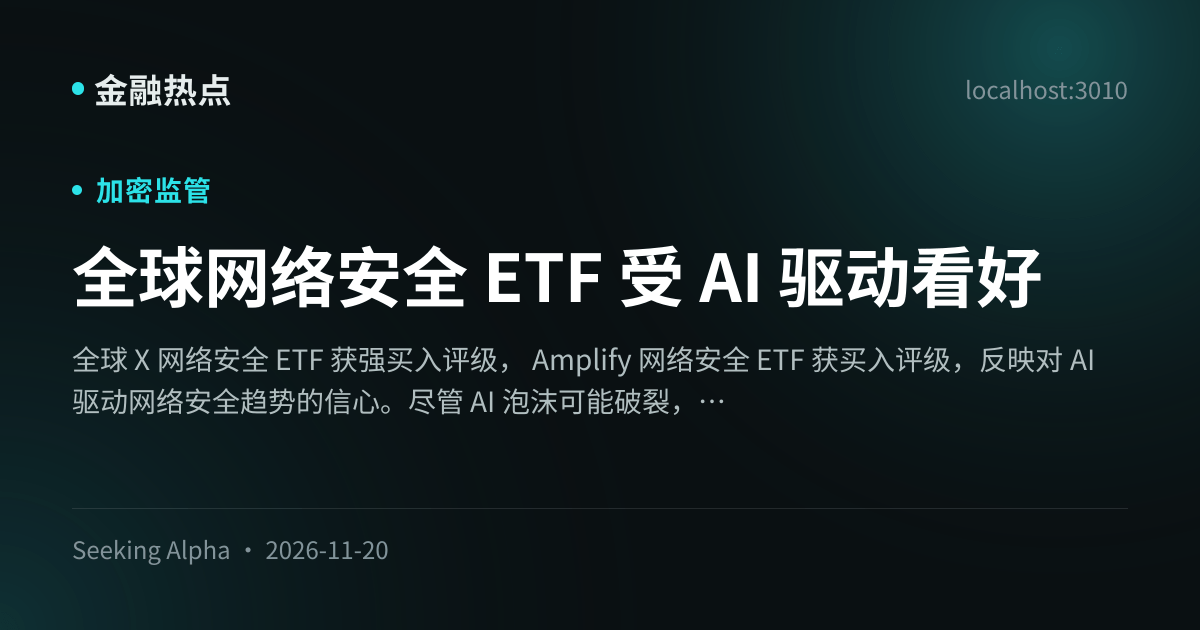 金融热点
localhost:3010
加密监管
全球网络安全 ETF 受 AI 驱动看好
全球 X 网络安全 ETF 获强买入评级， Amplify 网络安全 ETF 获买入评级，反映对 AI
驱动网络安全趋势的信心。尽管 AI 泡沫可能破裂，…
Seeking Alpha · 2026-11-20